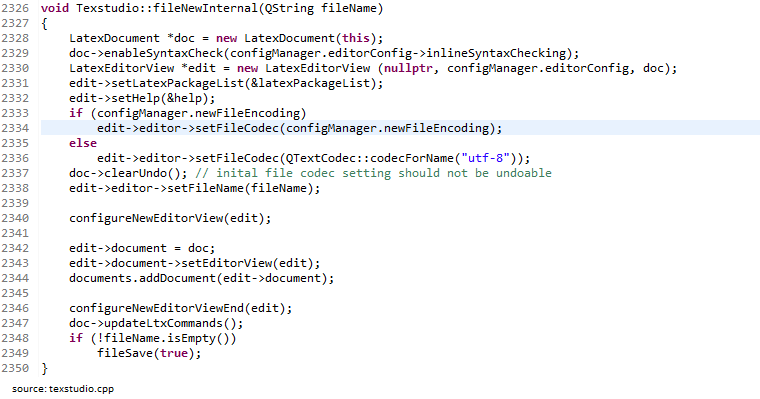 2326 void Texstudio::fileNewInternal(QString fileName)
2327 {
2328     LatexDocument *doc = new LatexDocument(this);
2329     doc->enableSyntaxCheck(configManager.editorConfig->inlineSyntaxChecking);
2330     LatexEditorView *edit = new LatexEditorView (nullptr, configManager.editorConfig, doc);
2331     edit->setLatexPackageList(&latexPackageList);
2332     edit->setHelp(&help);
2333     if (configManager.newFileEncoding)
2334         edit->editor->setFileCodec(configManager.newFileEncoding);
2335     else
2336         edit->editor->setFileCodec(QTextCodec::codecForName("utf-8"));
2337     doc->clearUndo(); // inital file codec setting should not be undoable
2338     edit->editor->setFileName(fileName);
2339
2340     configureNewEditorView(edit);
2341
2342     edit->document = doc;
2343     edit->document->setEditorView(edit);
2344     documents.addDocument(edit->document);
2345
2346     configureNewEditorViewEnd(edit);
2347     doc->updateLtxCommands();
2348     if (!fileName.isEmpty())
2349         fileSave(true);
2350 }
source: texstudio.cpp